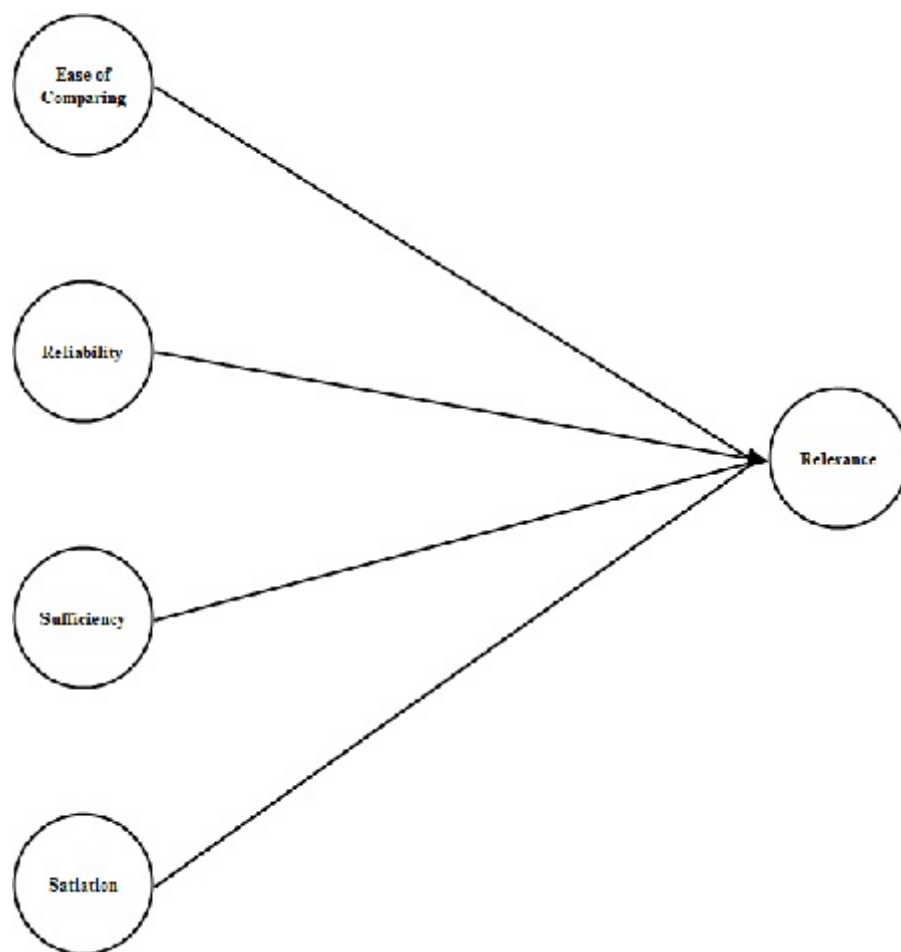 Ease of
Comparing
Reliability
Relevance
Sufficiency
Satiation